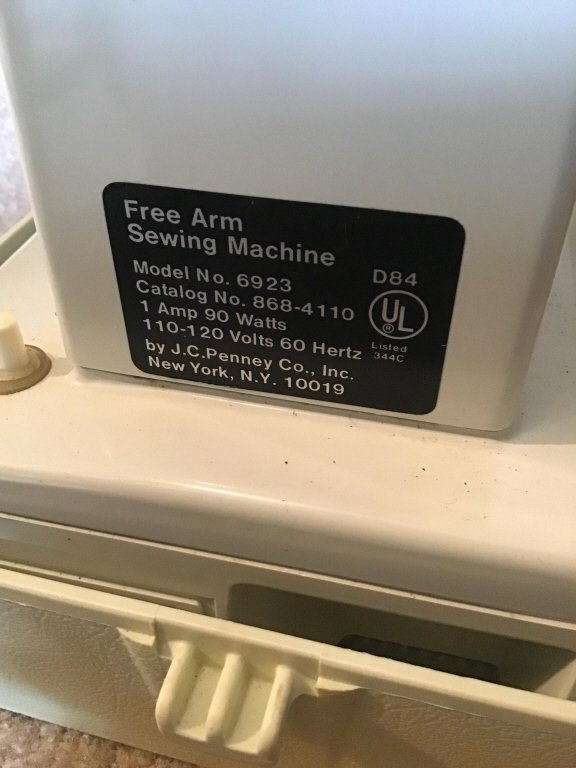 Free Arm
Sewing Machine
Model No. 6923
Catalog No. 868-4110
1 Amp 90 Watts
110-120 Volts 60 Hertz
by J.C.Penney Co., Inc.
New York, N.Y. 10019
D84
UL
®
Listed
344C